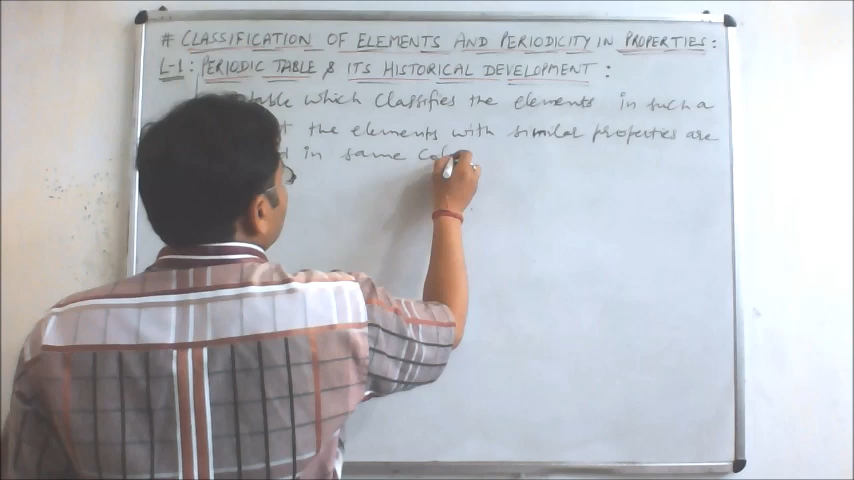 # CLASSIFICATION OF ELEMENTS AND PERIODICITY IN PROPERTIES:
L-1: PERIODIC TABLE & ITS HISTORICAL DEVELOPMENT:
table which classifies the elements in such a
the elements with similar properties are
in same